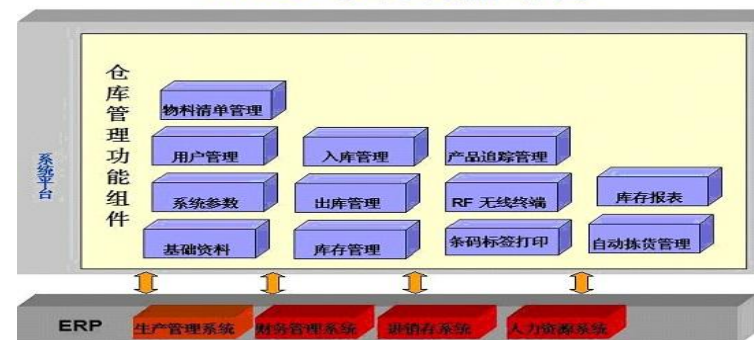 系统平台
仓库管理功能组件
物料清单管理
用户管理 入库管理 产品追踪管理
系统参数 出库管理 RF 无线终端 库存报表
基础资料 库存管理 条码标签打印 自动拣货管理
ERP 生产管理系统 财务管理系统 进销存系统 人力资源系统